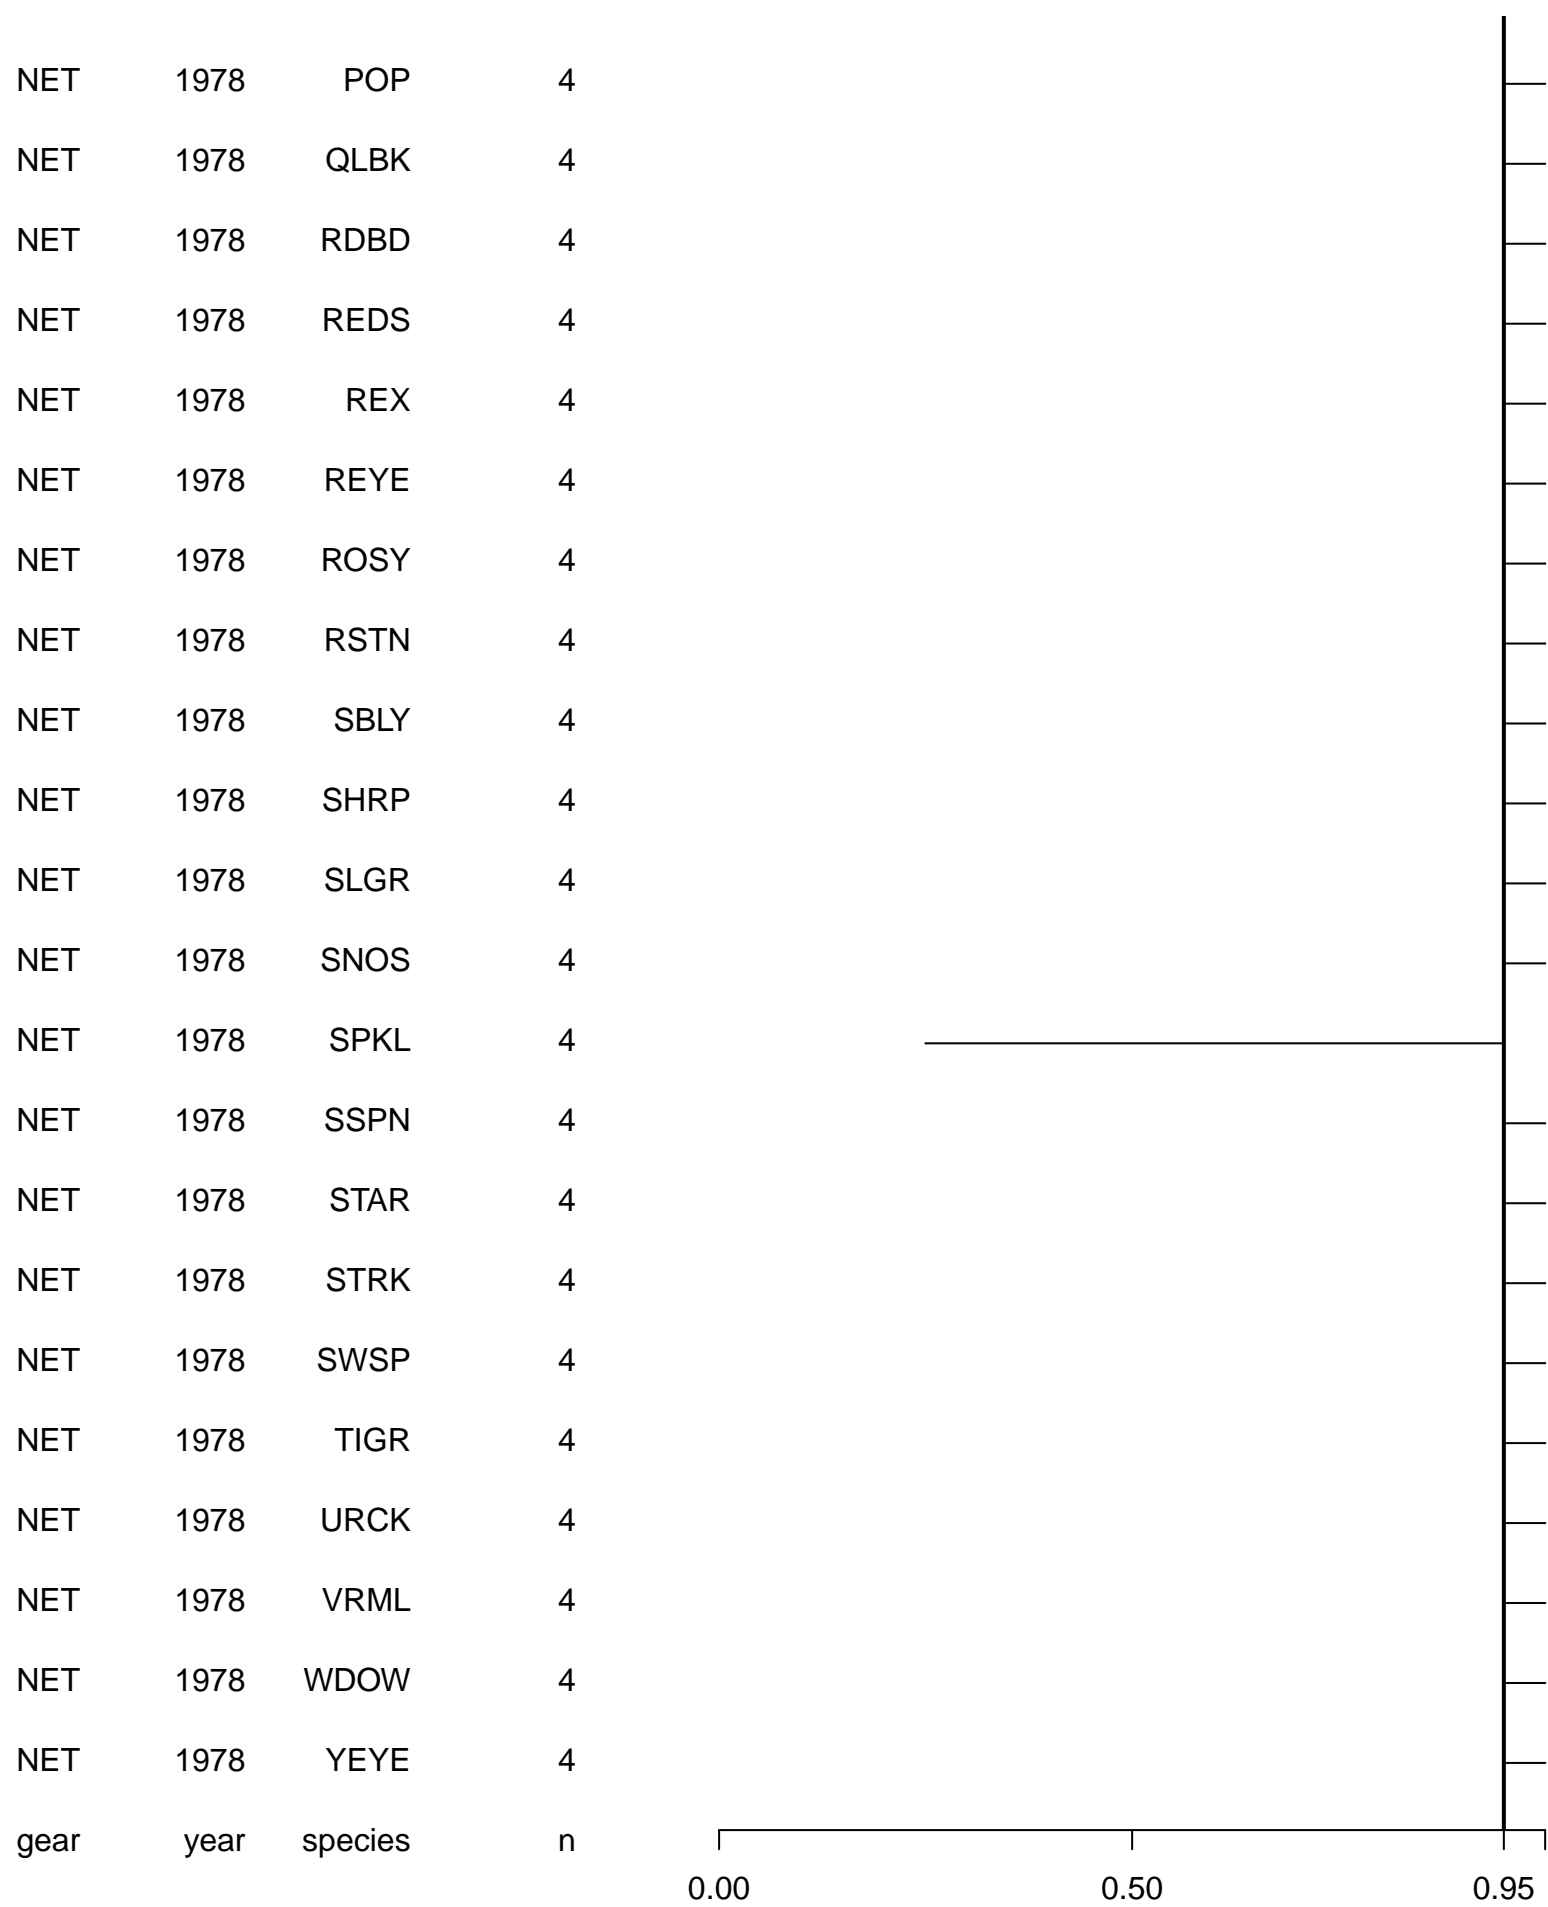 NET 1978 POP 4
NET 1978 QLBK 4
NET 1978 RDBD 4
NET 1978 REDS 4
NET 1978 REX 4
NET 1978 REYE 4
NET 1978 ROSY 4
NET 1978 RSTN 4
NET 1978 SBLY 4
NET 1978 SHRP 4
NET 1978 SLGR 4
NET 1978 SNOS 4
NET 1978 SPKL 4
NET 1978 SSPN 4
NET 1978 STAR 4
NET 1978 STRK 4
NET 1978 SWSP 4
NET 1978 TIGR 4
NET 1978 URCK 4
NET 1978 VRML 4
NET 1978 WDOW 4
NET 1978 YEYE 4
gear year species n
0.00 0.50 0.95